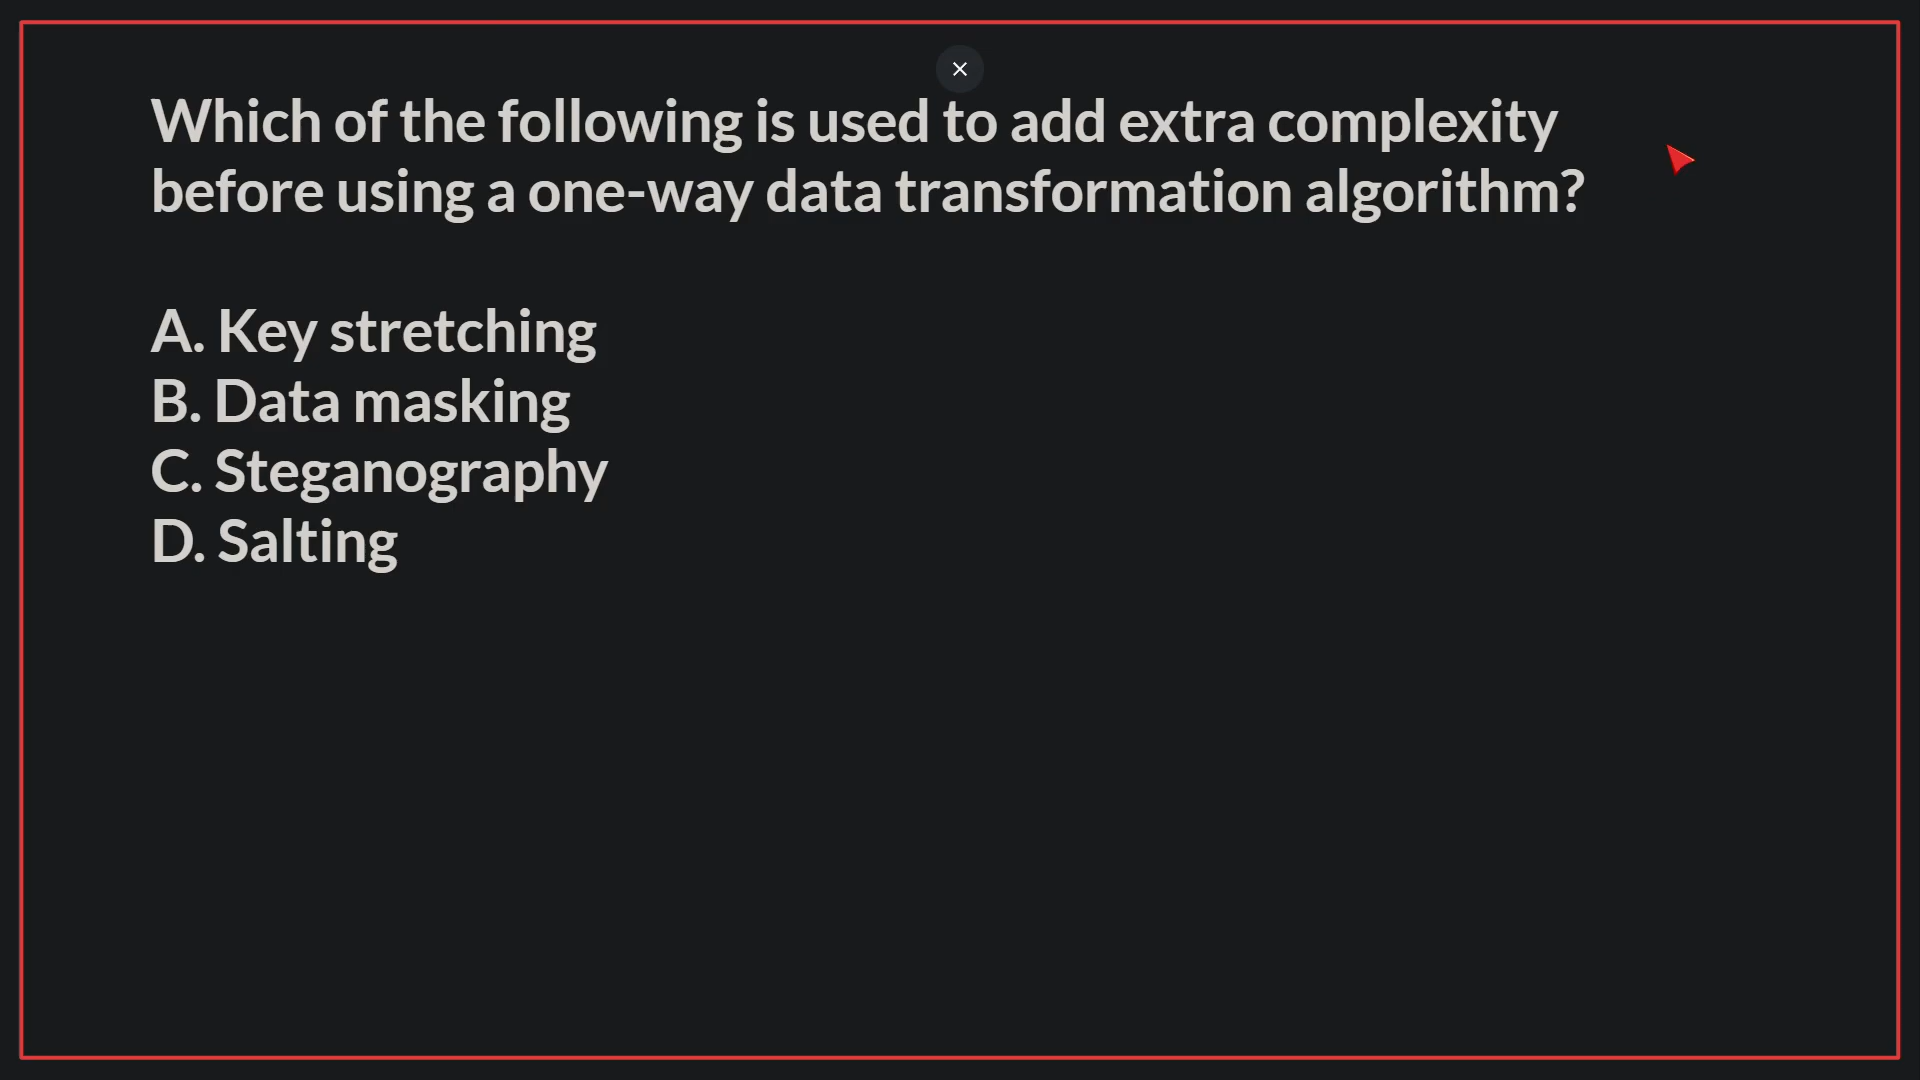 Which of the following is used to add extra complexity
before using a one-way data transformation algorithm?
A. Key stretching
B. Data masking
C. Steganography
D. Salting